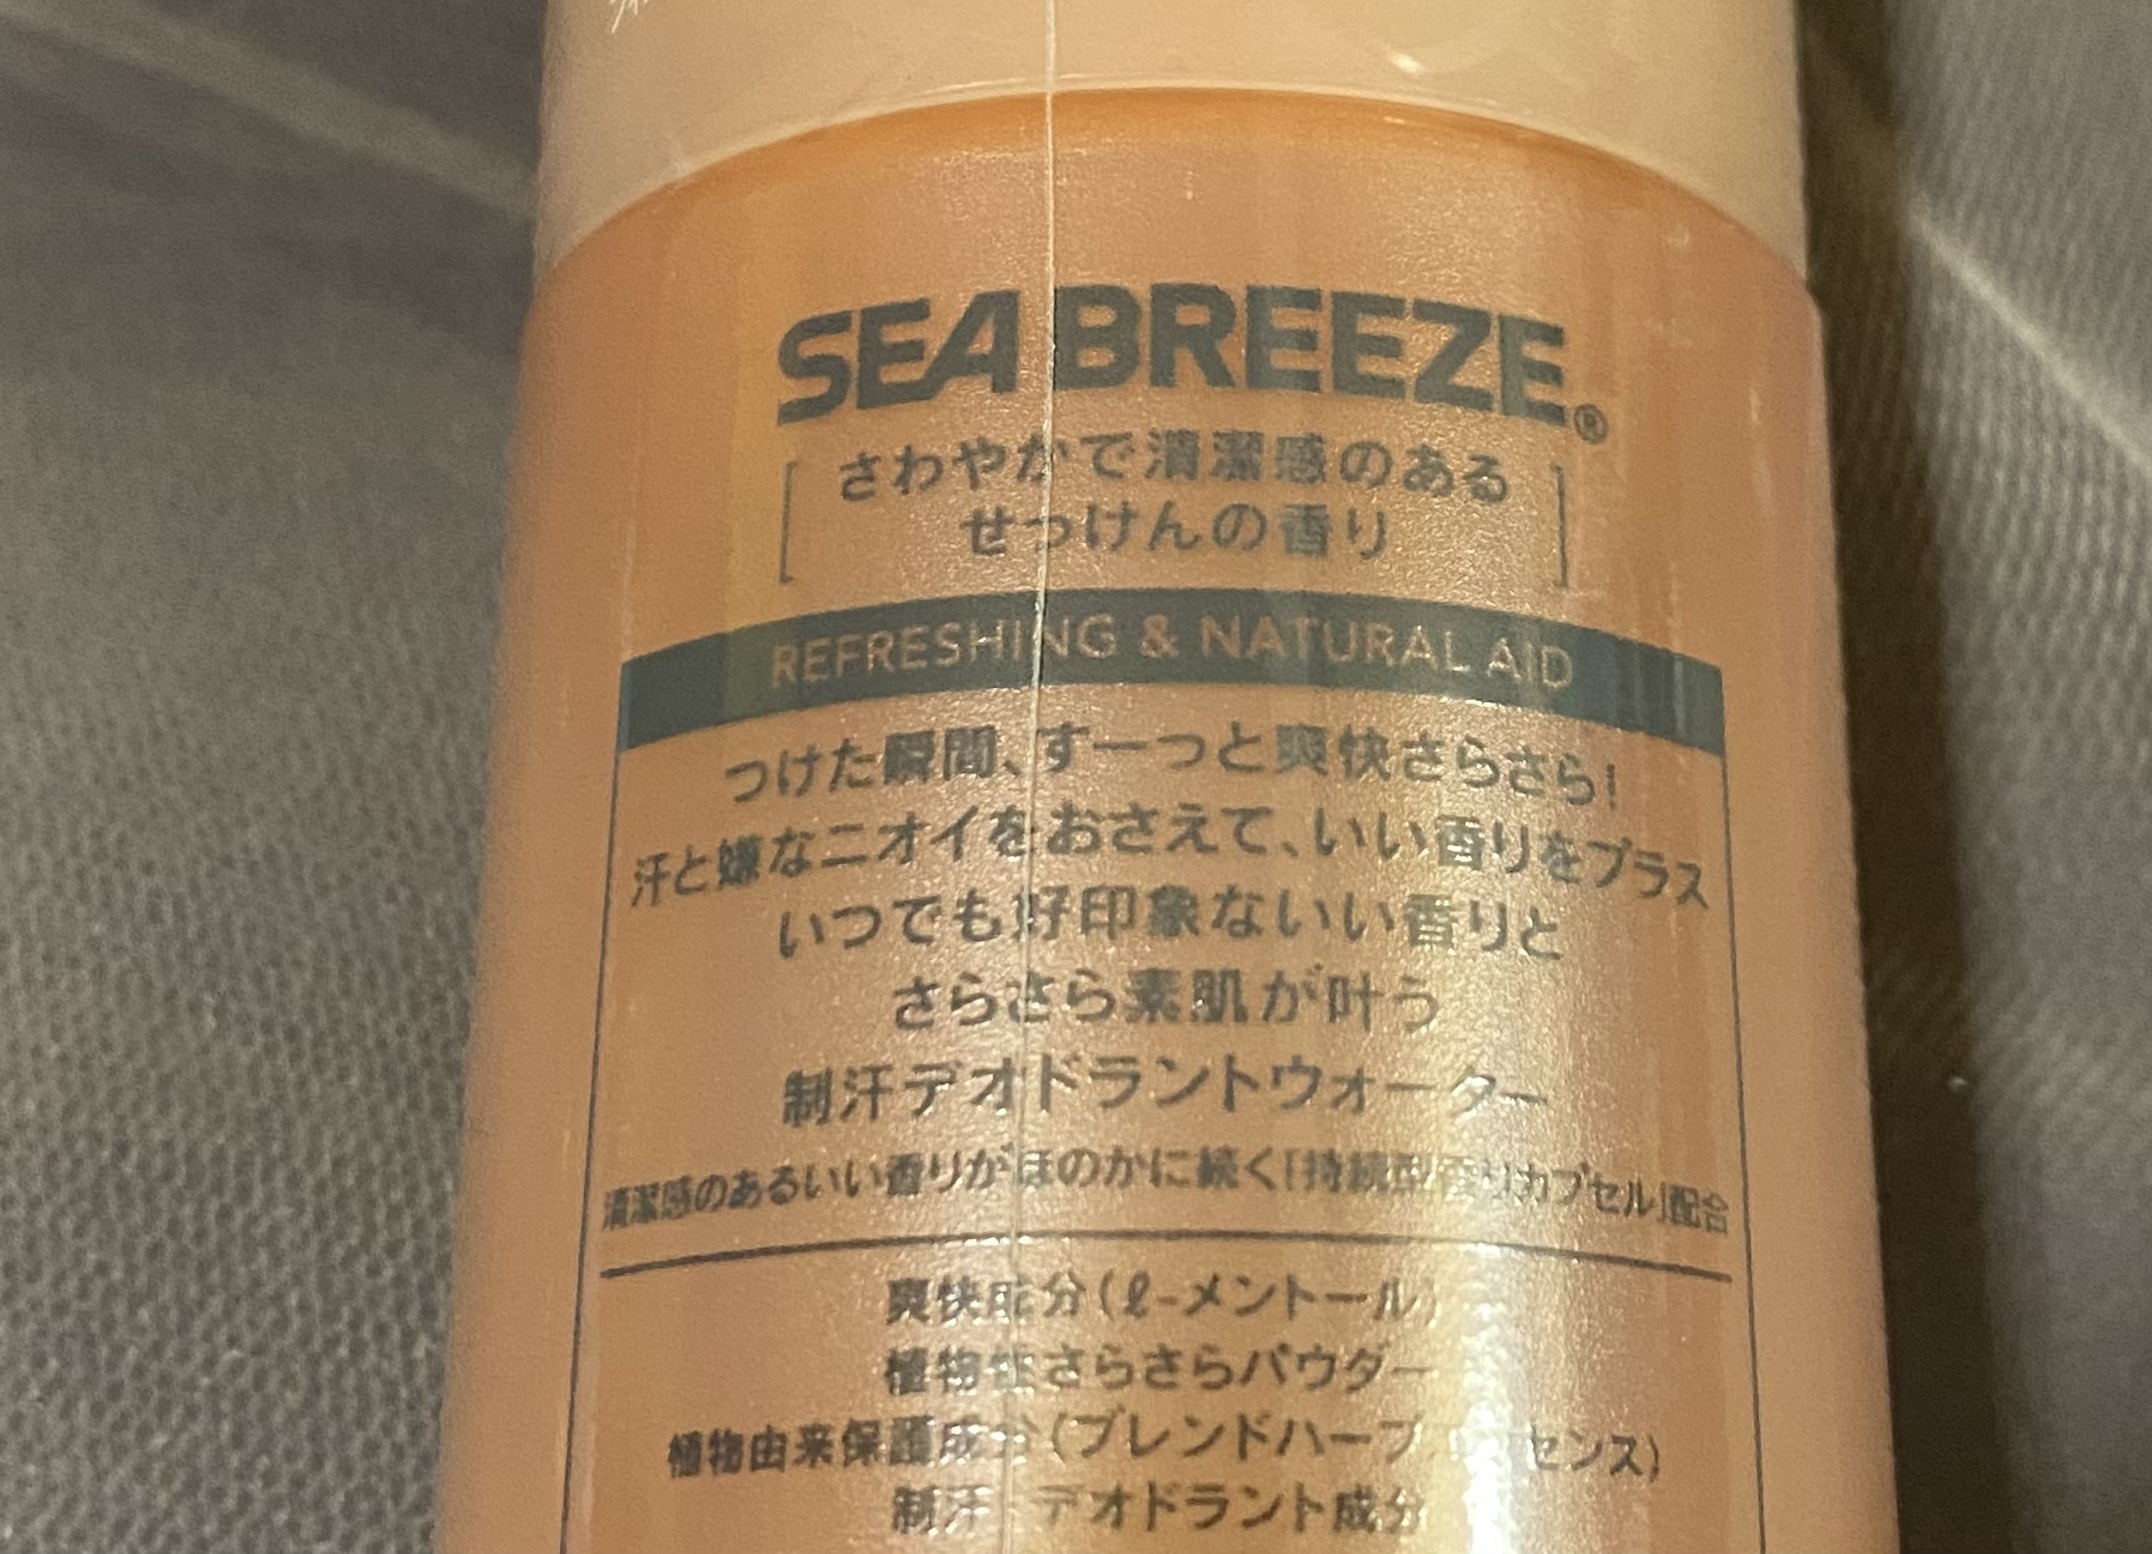 SEA BREEZE®
[さわやかで清潔感のある
せっけんの香り]
REFRESHING & NATURAL AID
つけた瞬間、すーっと爽快さらさら!
汗と嫌なニオイをおさえて、いい香りをプラス
いつでも好印象ないい香りと
さらさら素肌が叶う
制汗デオドラントウォーター
清潔感のあるいい香りがほのかに続く「持続型香りカプセル」配合
爽快成分(ℓ-メントール)
植物性さらさらパウダー
植物由来保護成分(ブレンドハーブエッセンス)
制汗・デオドラント成分